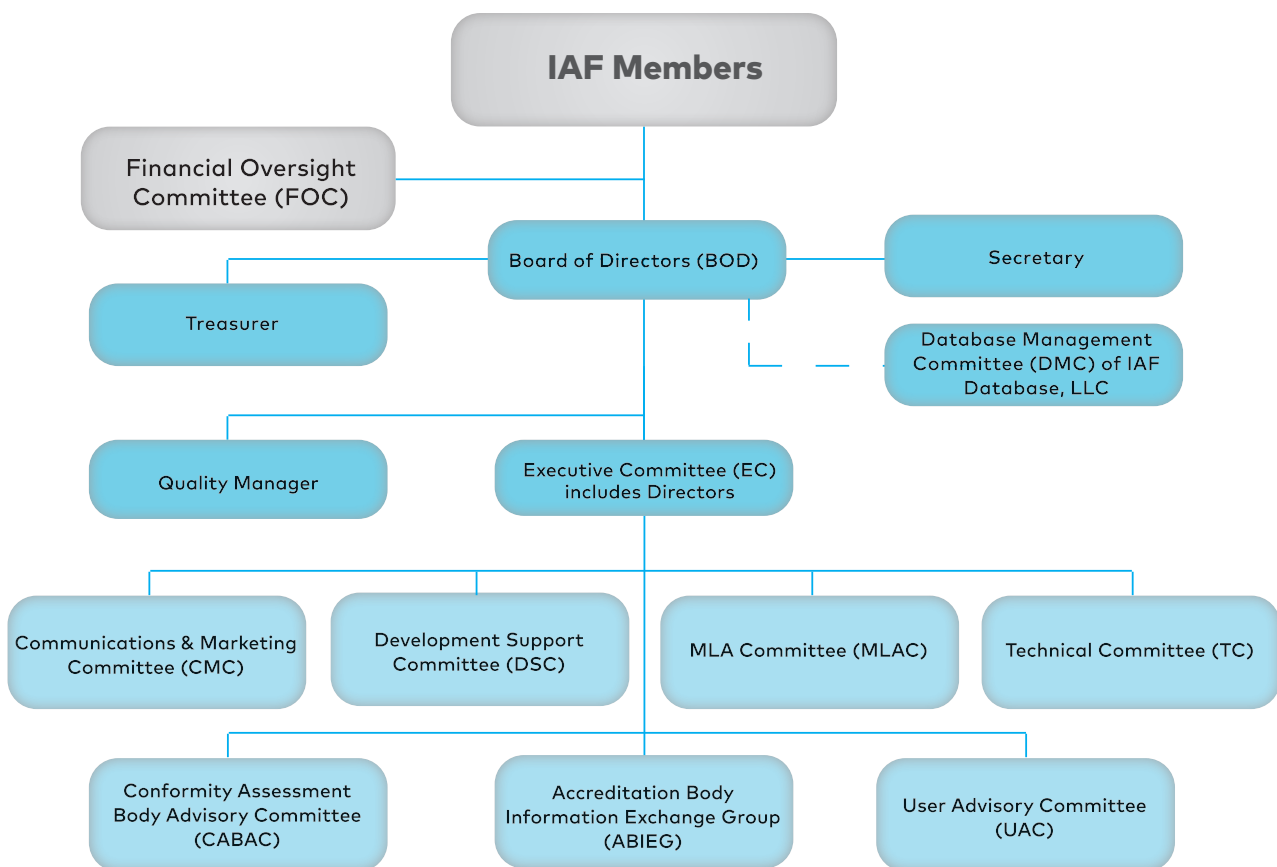 IAF Members
Financial Oversight
Committee (FOC)
Board of Directors (BOD)
Secretary
Treasurer
Database Management
Committee (DMC) of IAF
Database, LLC
Quality Manager
Executive Committee (EC)
includes Directors
Communications & Marketing
Committee (CMC)
Development Support
Committee (DSC)
MLA Committee (MLAC)
Technical Committee (TC)
Conformity Assessment
Body Advisory Committee
(CABAC)
Accreditation Body
Information Exchange Group
(ABIEG)
User Advisory Committee
(UAC)